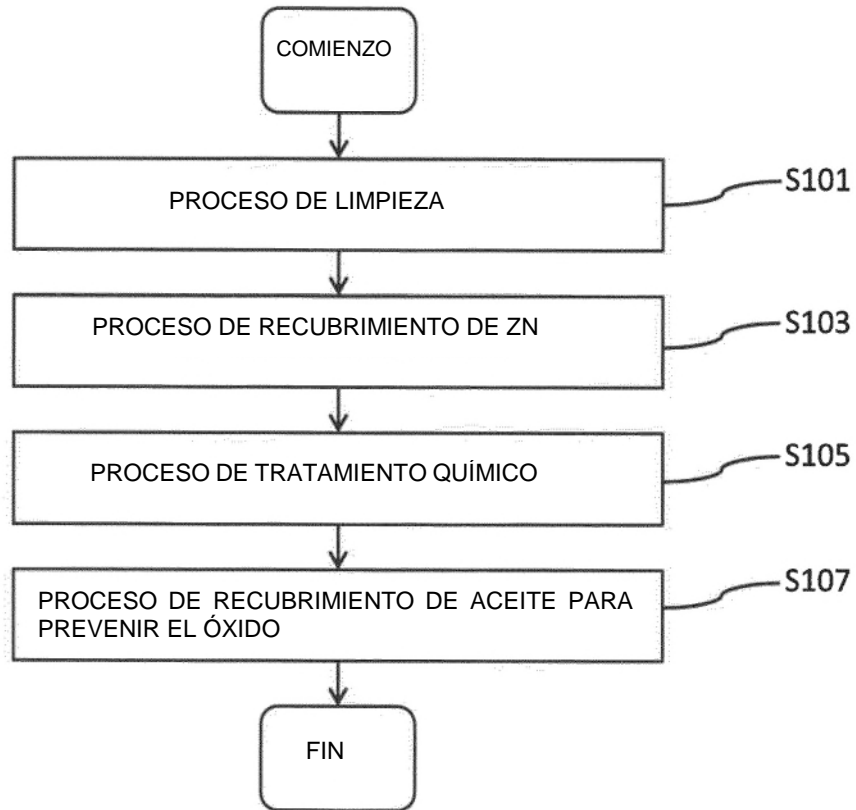 COMIENZO
PROCESO DE LIMPIEZA
S101
PROCESO DE RECUBRIMIENTO DE ZN
S103
PROCESO DE TRATAMIENTO QUÍMICO
S105
PROCESO DE RECUBRIMIENTO DE ACEITE PARA
PREVENIR EL ÓXIDO
S107
FIN